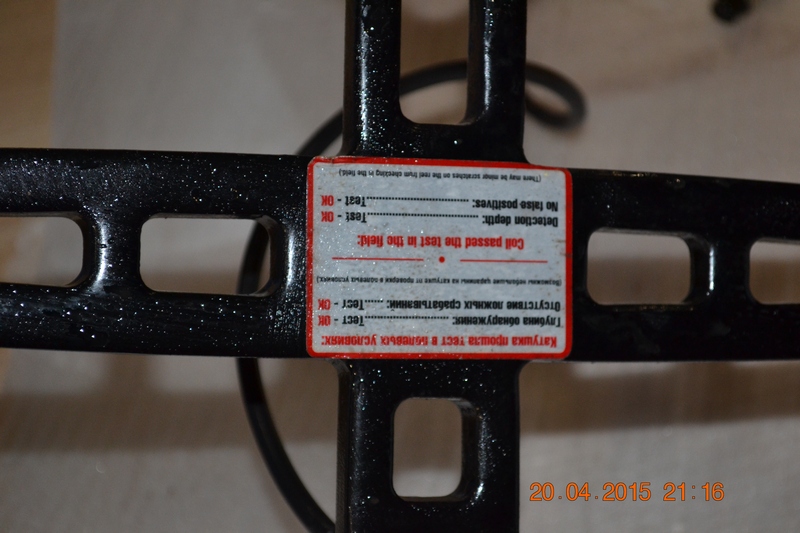 Катушка прошла тест в полевых условиях:
Глубина обнаружения:..........................Тест - ОК
Отсутствие ложных срабатываний:......Тест - ОК
(Возможны небольшие царапины на катушке от проверки в полевых условиях.)
Coil passed the test in the field:
Detection depth: ..............................Test - OK
No false positives: ............................Test - OK
(There may be minor scratches on the reel from checking in the field.)
20.04.2015 21:16